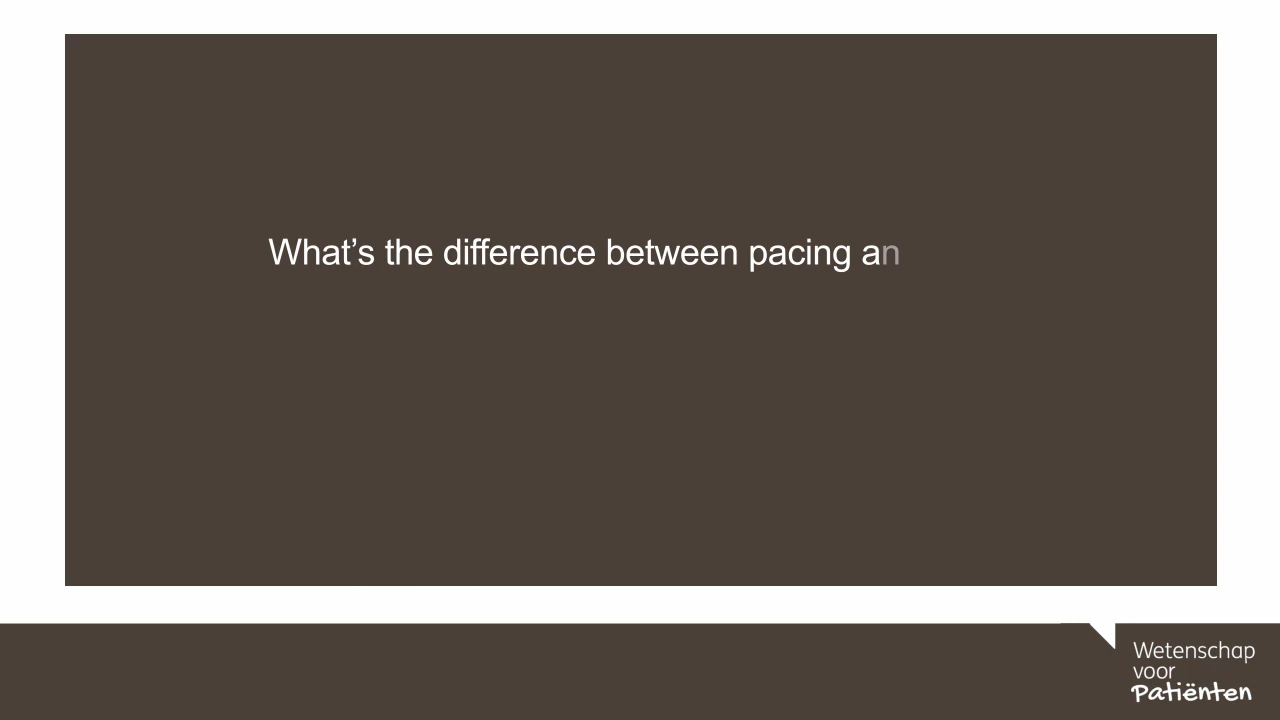 What’s the difference between pacing an
Wetenschap
voor
Patiënten